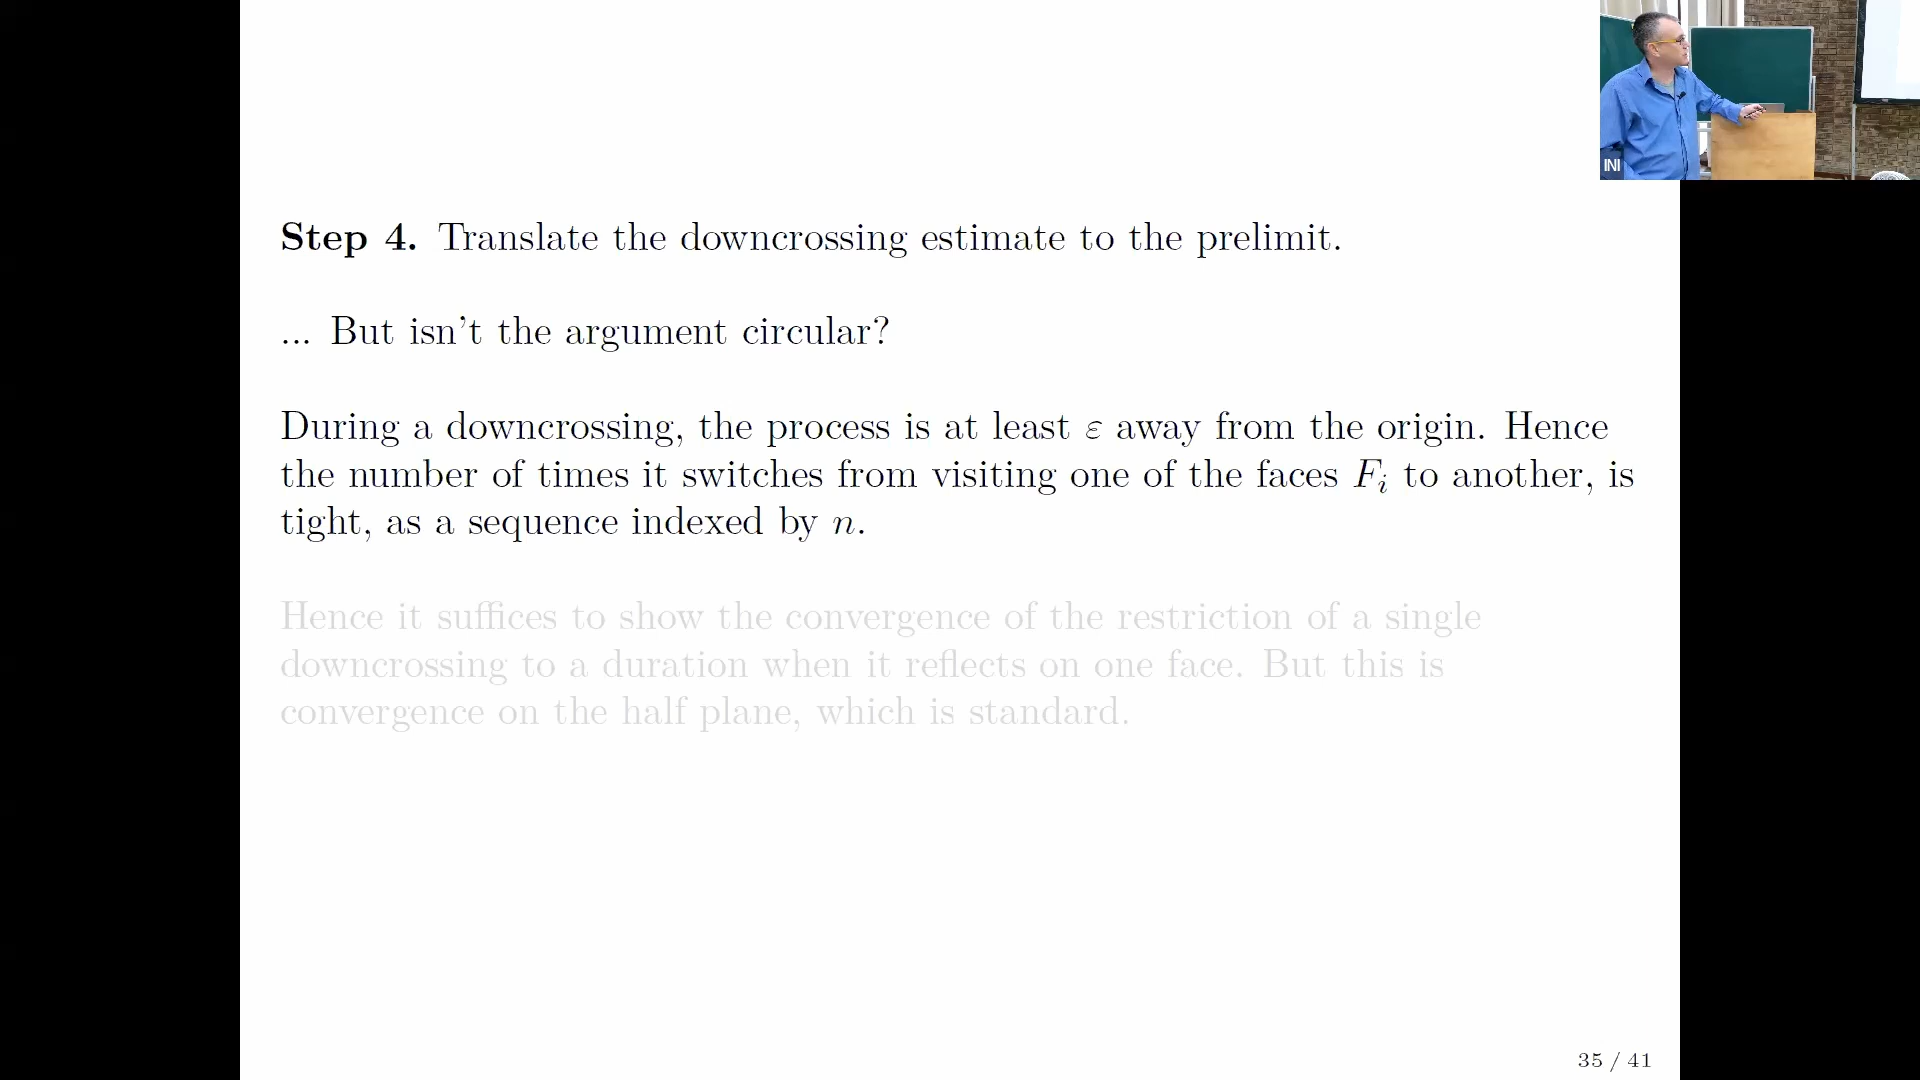 INI
Step 4. Translate the downcrossing estimate to the prelimit.
... But isn't the argument circular?
During a downcrossing, the process is at least ε away from the origin. Hence
the number of times it switches from visiting one of the faces Fᵢ to another, is
tight, as a sequence indexed by n.
Hence it suffices to show the convergence of the restriction of a single
downcrossing to a duration when it reflects on one face. But this is
convergence on the half plane, which is standard.
35 / 41